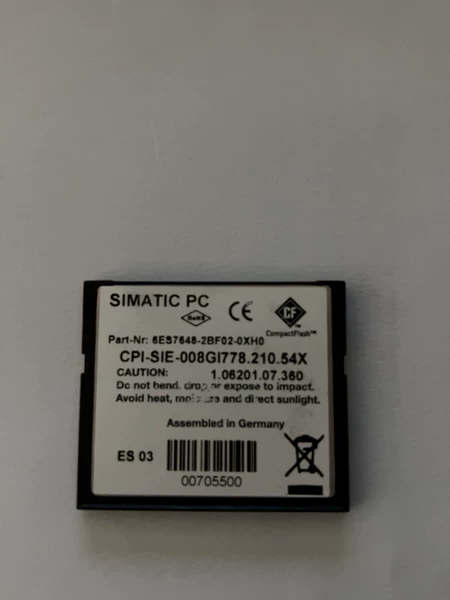 SIMATIC PC
RoHS
CE
CF
CompactFlash™
Part-Nr: 6ES7648-2BF02-0XH0
CPI-SIE-008GI778.210.54X
CAUTION: 1.06201.07.360
Do not bend, drop or expose to impact.
Avoid heat, and direct sunlight.
Assembled in Germany
ES 03
00705500